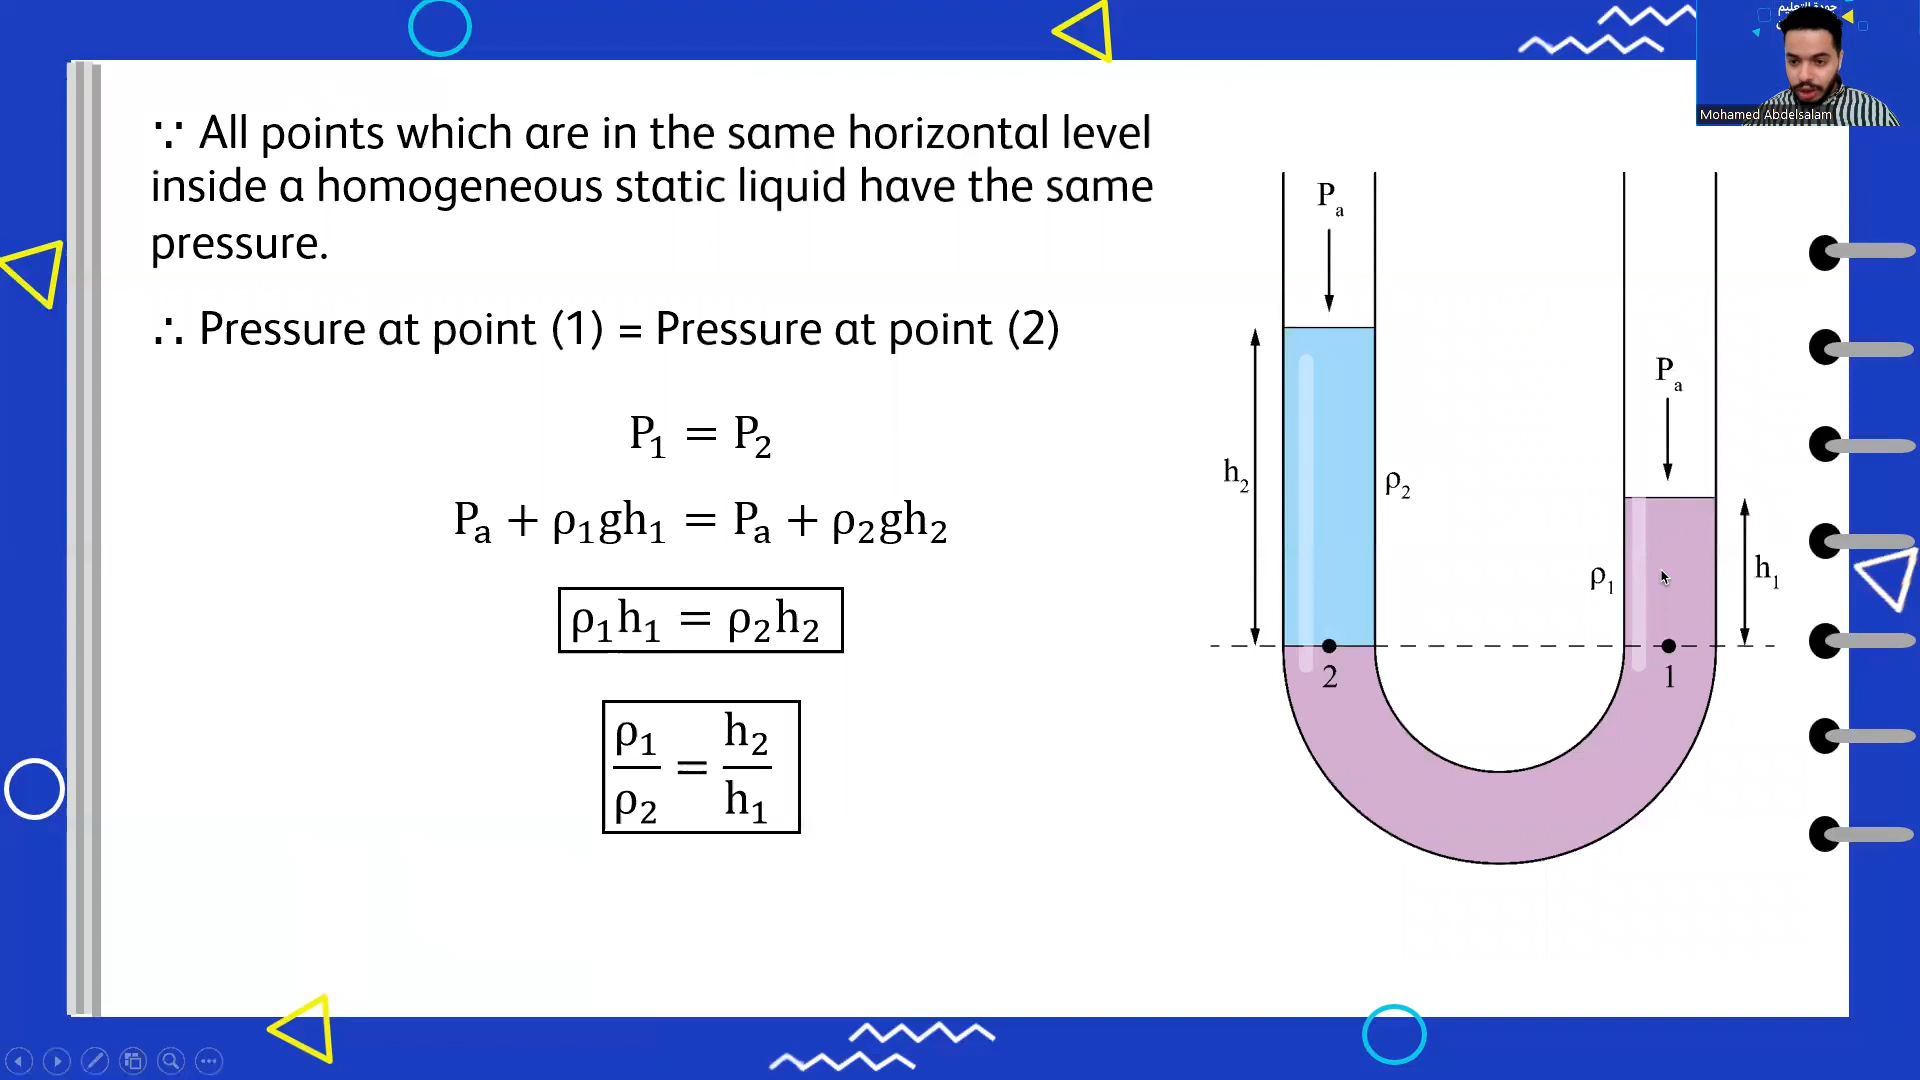 ∵ All points which are in the same horizontal level
inside a homogeneous static liquid have the same
pressure.
∴ Pressure at point (1) = Pressure at point (2)
P₁ = P₂
Pₐ + ρ₁gh₁ = Pₐ + ρ₂gh₂
ρ₁h₁ = ρ₂h₂
ρ₁/ρ₂ = h₂/h₁
Pₐ
Pₐ
h₂
ρ₂
ρ₁
h₁
2
1
جودة التعليم
Mohamed Abdelsalam